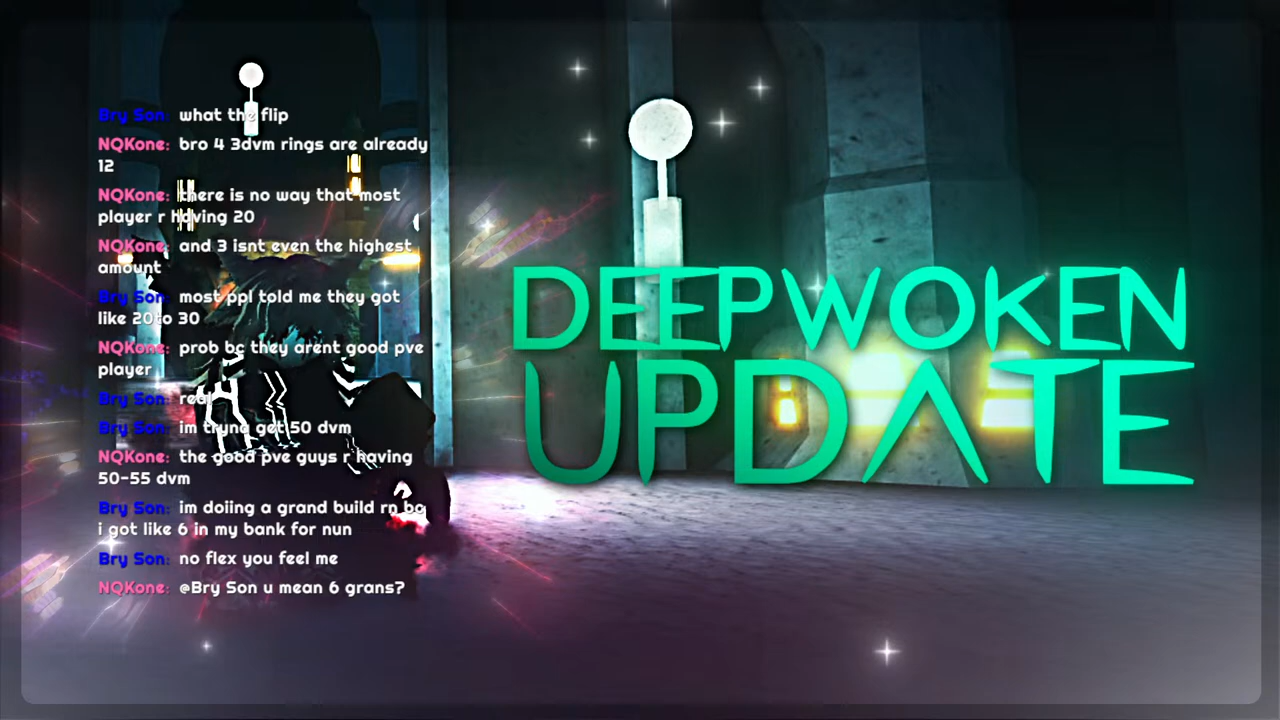 Bry Son: what the flip
NQKone: bro 4 3dvm rings are already
12
NQKone: there is no way that most
player r having 20
NQKone: and 3 isnt even the highest
amount
Bry Son: most ppl told me they got
like 20to 30
NQKone: prob bc they arent good pve
player
Bry Son: real
Bry Son: im tryna get 50 dvm
NQKone: the good pve guys r having
50-55 dvm
Bry Son: im doiing a grand build rn bc
i got like 6 in my bank for nun
Bry Son: no flex you feel me
NQKone: @Bry Son u mean 6 grans?
DEEPWOKEN
UPDATE